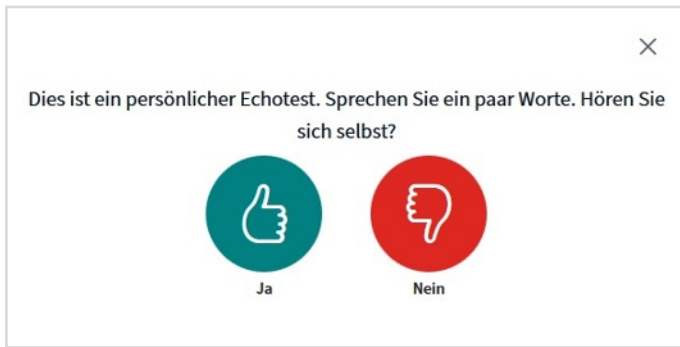 Dies ist ein persönlicher Echotest. Sprechen Sie ein paar Worte. Hören Sie
sich selbst?
Ja
Nein